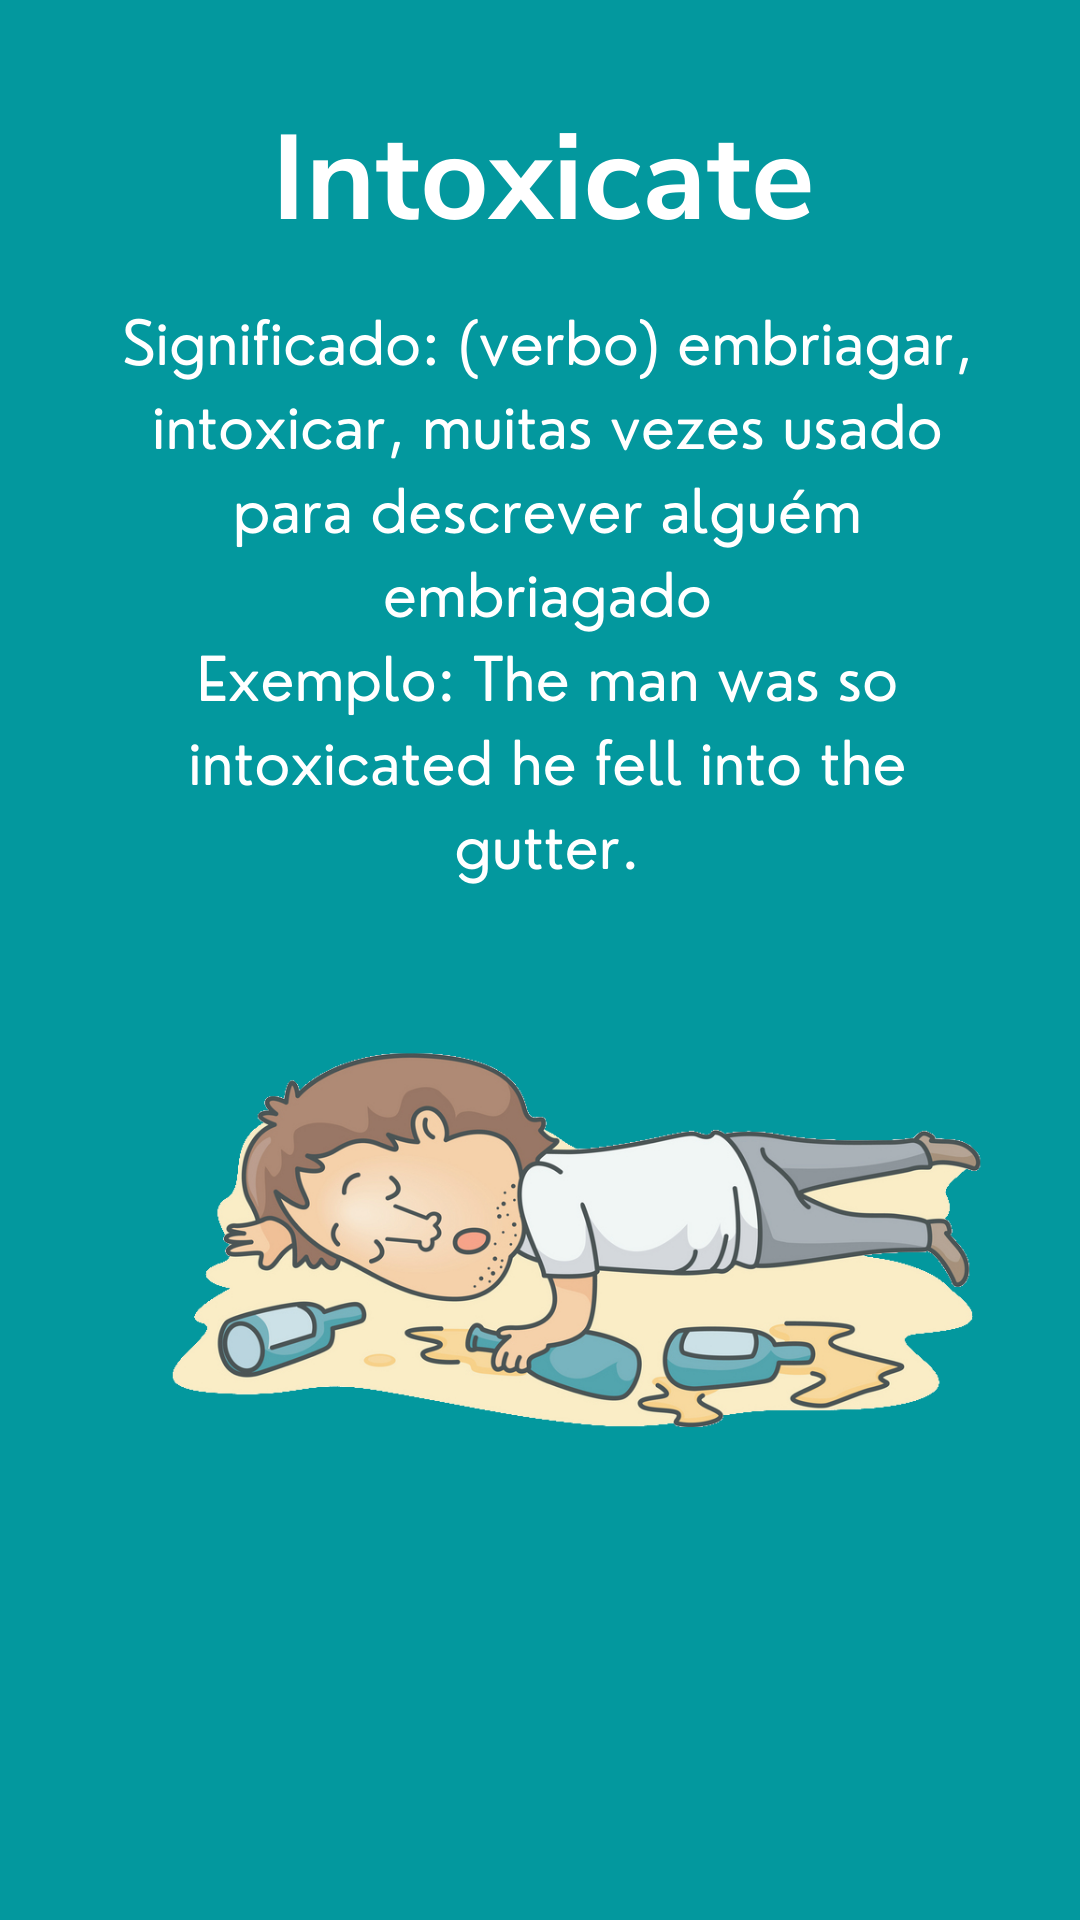 Intoxicate
Significado: (verbo) embriagar,
intoxicar, muitas vezes usado
para descrever alguém
embriagado
Exemplo: The man was so
intoxicated he fell into the
gutter.